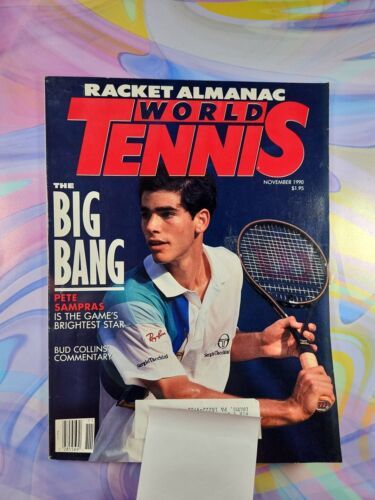 RACKET ALMANAC
WORLD
TENNIS
NOVEMBER 1990
$1.95
THE
BIG
BANG
PETE
SAMPRAS
IS THE GAME'S
BRIGHTEST STAR
BUD COLLINS'
COMMENTARY
Ray-Ban
Sergio Tacchini
Sergio Tacchini